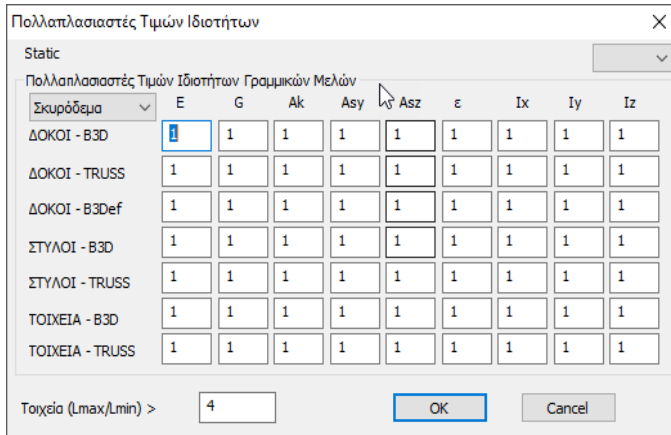 Πολλαπλασιαστές Τιμών Ιδιοτήτων
Static
Πολλαπλασιαστές Τιμών Ιδιοτήτων Γραμμικών Μελών
Σκυρόδεμα E G Ak Asy Asz ε Ix Iy Iz
ΔΟΚΟΙ - B3D 1 1 1 1 1 1 1 1 1
ΔΟΚΟΙ - TRUSS 1 1 1 1 1 1 1 1 1
ΔΟΚΟΙ - B3Def 1 1 1 1 1 1 1 1 1
ΣΤΥΛΟΙ - B3D 1 1 1 1 1 1 1 1 1
ΣΤΥΛΟΙ - TRUSS 1 1 1 1 1 1 1 1 1
ΤΟΙΧΕΙΑ - B3D 1 1 1 1 1 1 1 1 1
ΤΟΙΧΕΙΑ - TRUSS 1 1 1 1 1 1 1 1 1
Τοιχεία (Lmax/Lmin) > 4 OK Cancel